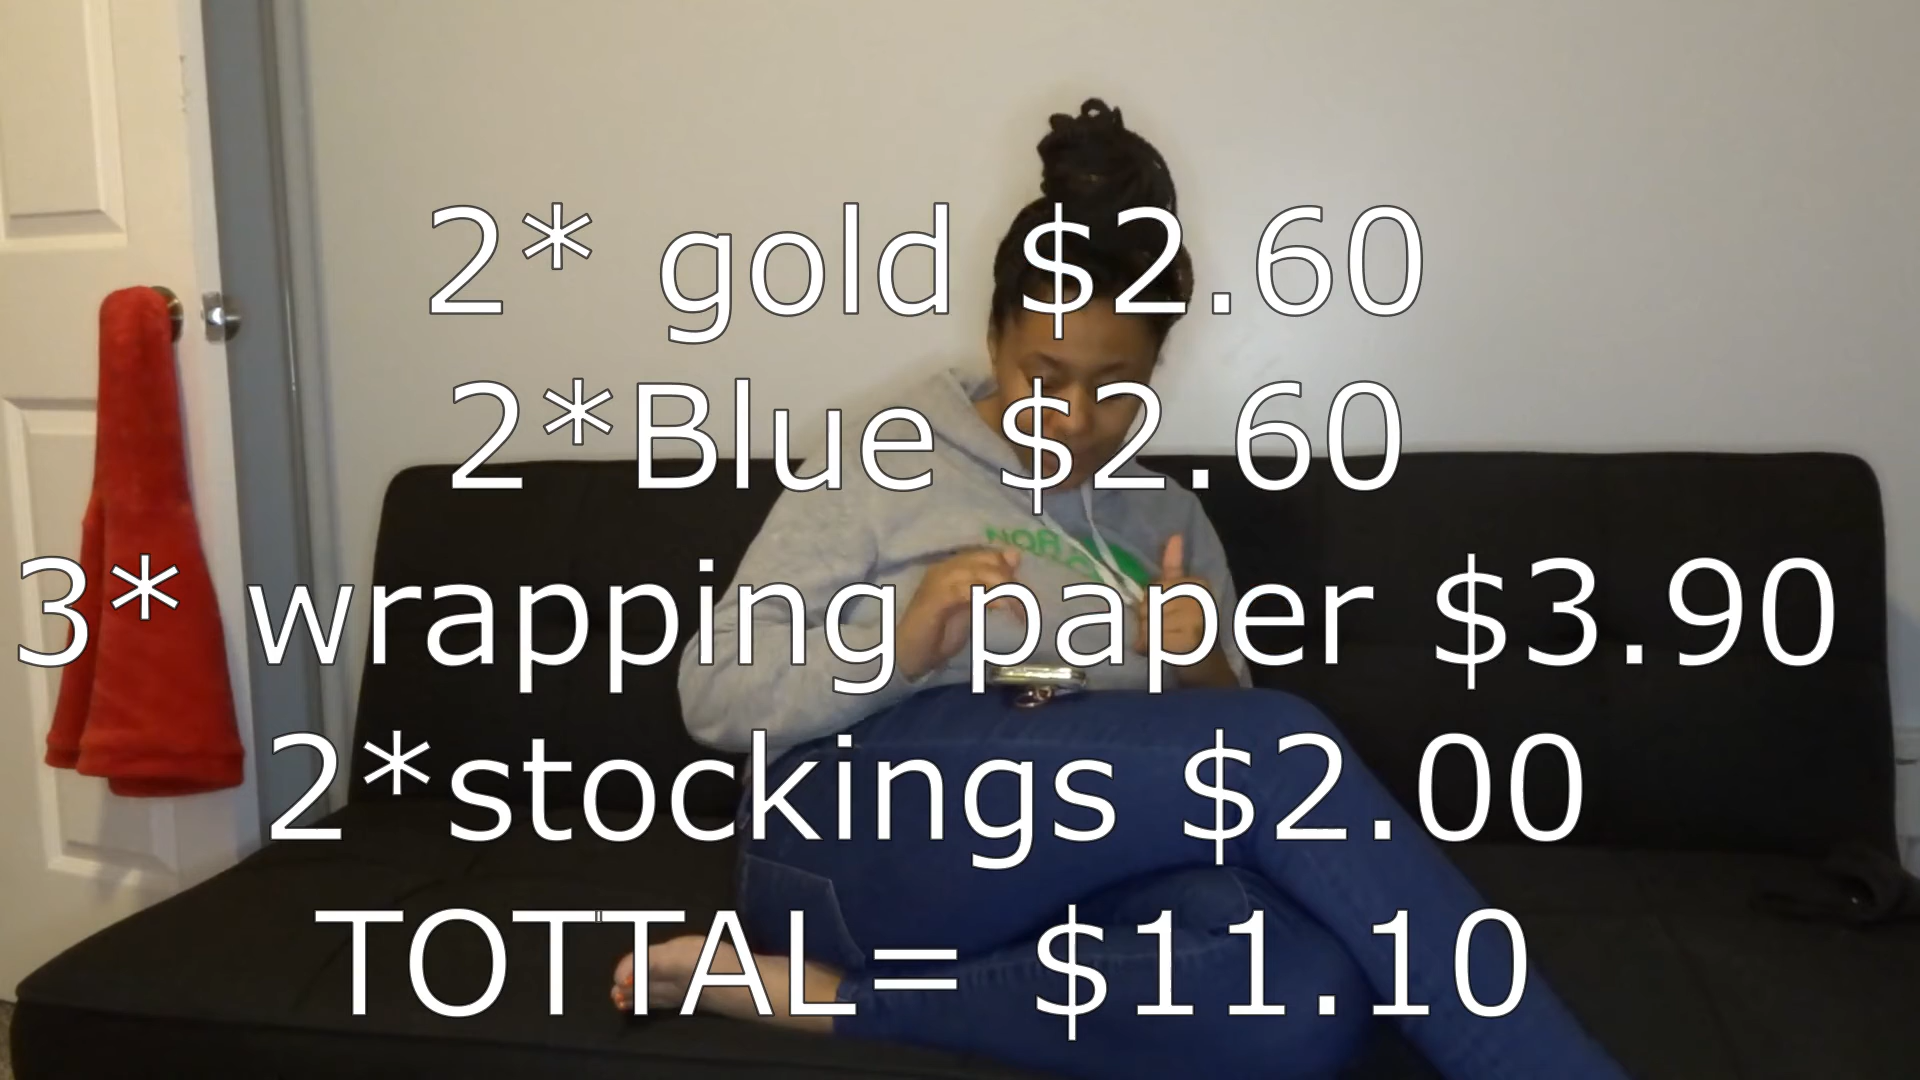 2* gold $2.60
2*Blue $2.60
3* wrapping paper $3.90
2*stockings $2.00
TOTTAL= $11.10